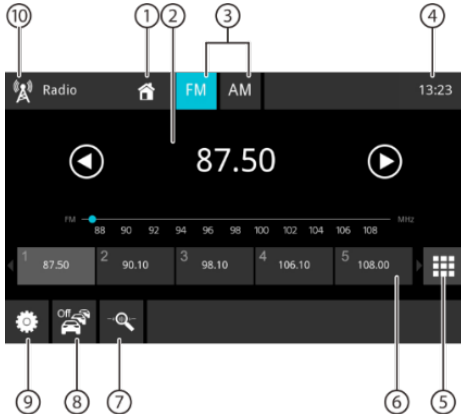 ⑩ ① ② ③ ④
Radio FM AM 13:23
87.50
FM MHz
88 90 92 94 96 98 100 102 104 106 108
1 87.50 2 90.10 3 98.10 4 106.10 5 108.00
Off
⑨ ⑧ ⑦ ⑥ ⑤